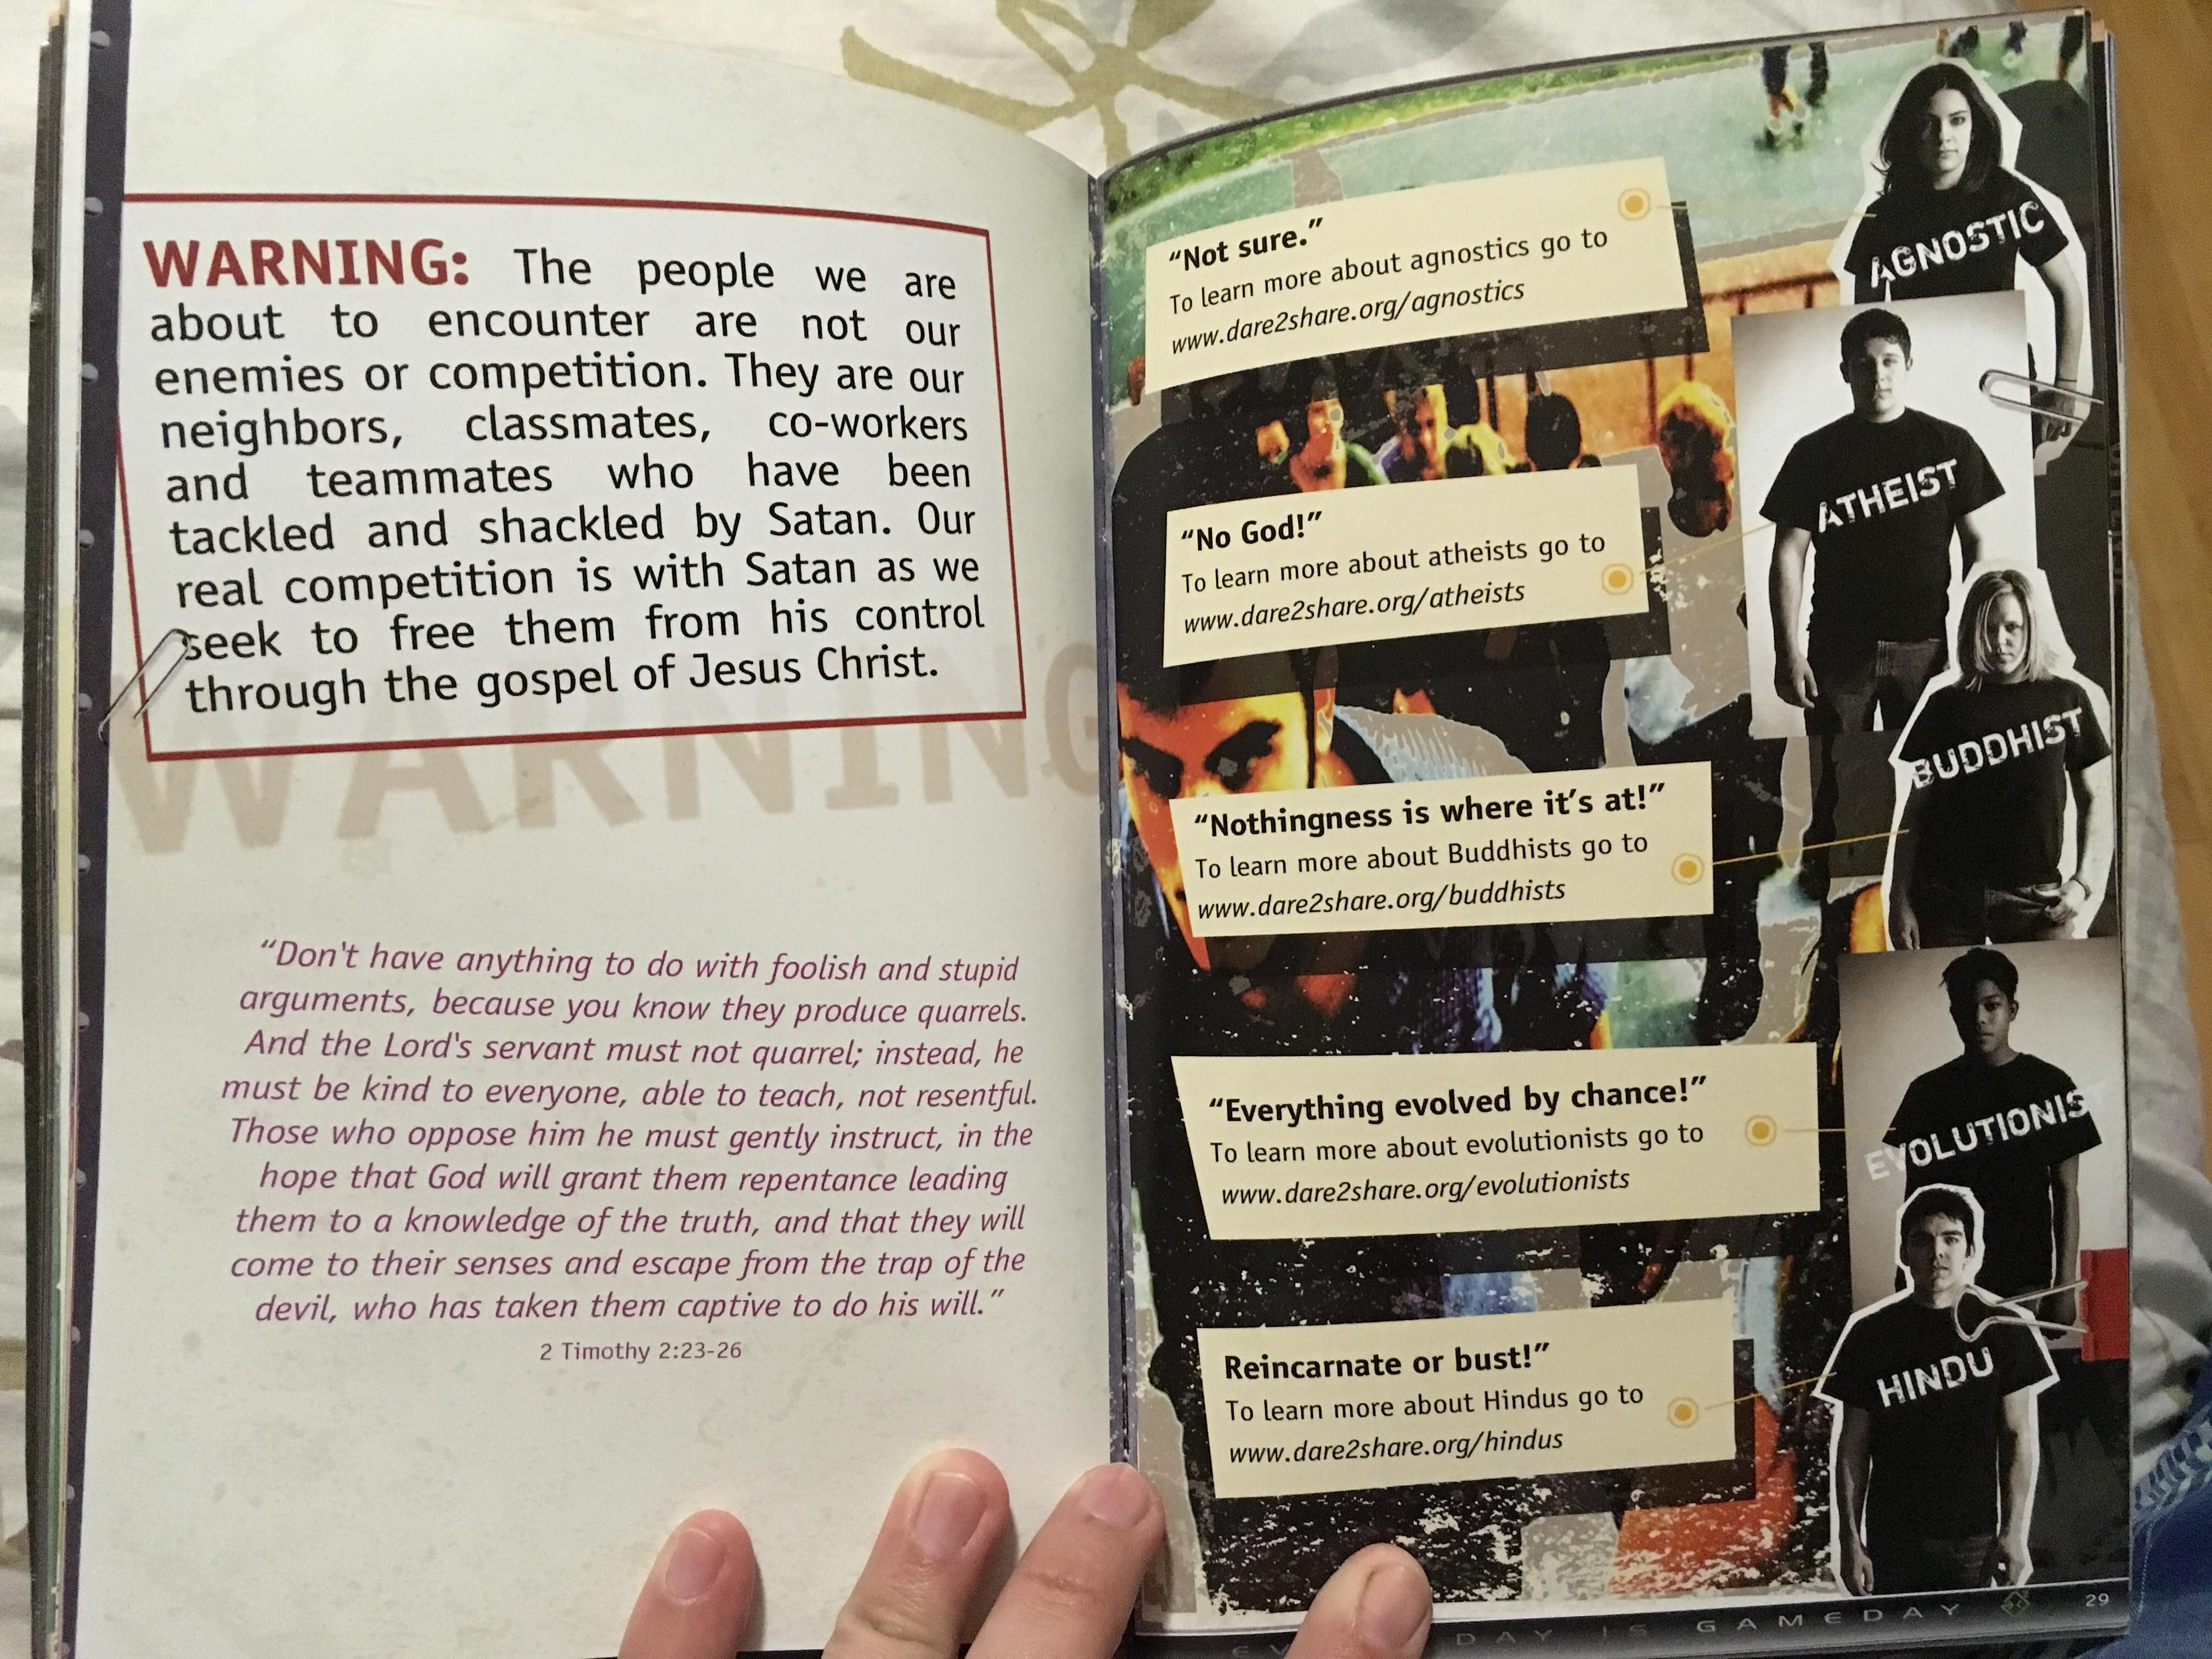 WARNING: The people we are
about to encounter are not our
enemies or competition. They are our
neighbors, classmates, co-workers
and teammates who have been
tackled and shackled by Satan. Our
real competition is with Satan as we
seek to free them from his control
through the gospel of Jesus Christ.
WARNING
“Don't have anything to do with foolish and stupid
arguments, because you know they produce quarrels.
And the Lord's servant must not quarrel; instead, he
must be kind to everyone, able to teach, not resentful.
Those who oppose him he must gently instruct, in the
hope that God will grant them repentance leading
them to a knowledge of the truth, and that they will
come to their senses and escape from the trap of the
devil, who has taken them captive to do his will.”
2 Timothy 2:23-26
“Not sure.”
To learn more about agnostics go to
www.dare2share.org/agnostics
AGNOSTIC
“No God!”
To learn more about atheists go to
www.dare2share.org/atheists
ATHEIST
“Nothingness is where it’s at!”
To learn more about Buddhists go to
www.dare2share.org/buddhists
BUDDHIST
“Everything evolved by chance!”
To learn more about evolutionists go to
www.dare2share.org/evolutionists
EVOLUTIONIST
Reincarnate or bust!”
To learn more about Hindus go to
www.dare2share.org/hindus
HINDU
DAY IS GAMEDAY 29